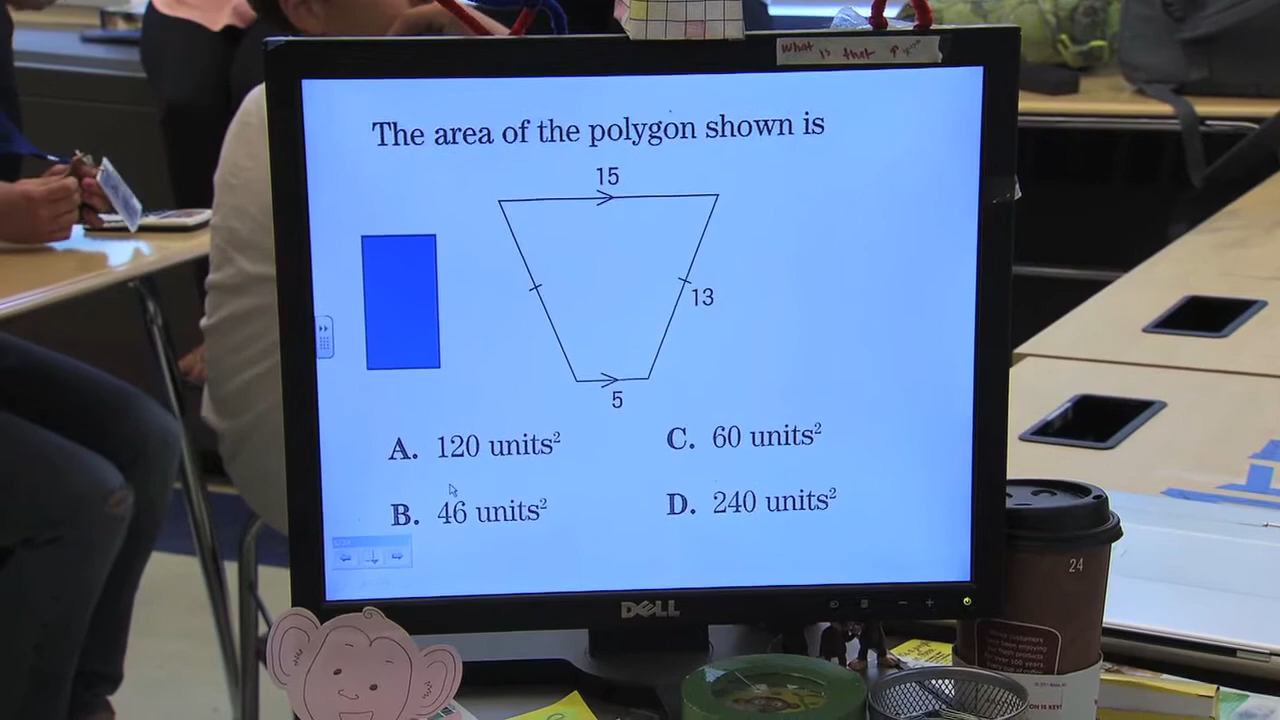 What is that
The area of the polygon shown is
15
13
5
A. 120 units²
C. 60 units²
B. 46 units²
D. 240 units²
DELL
24